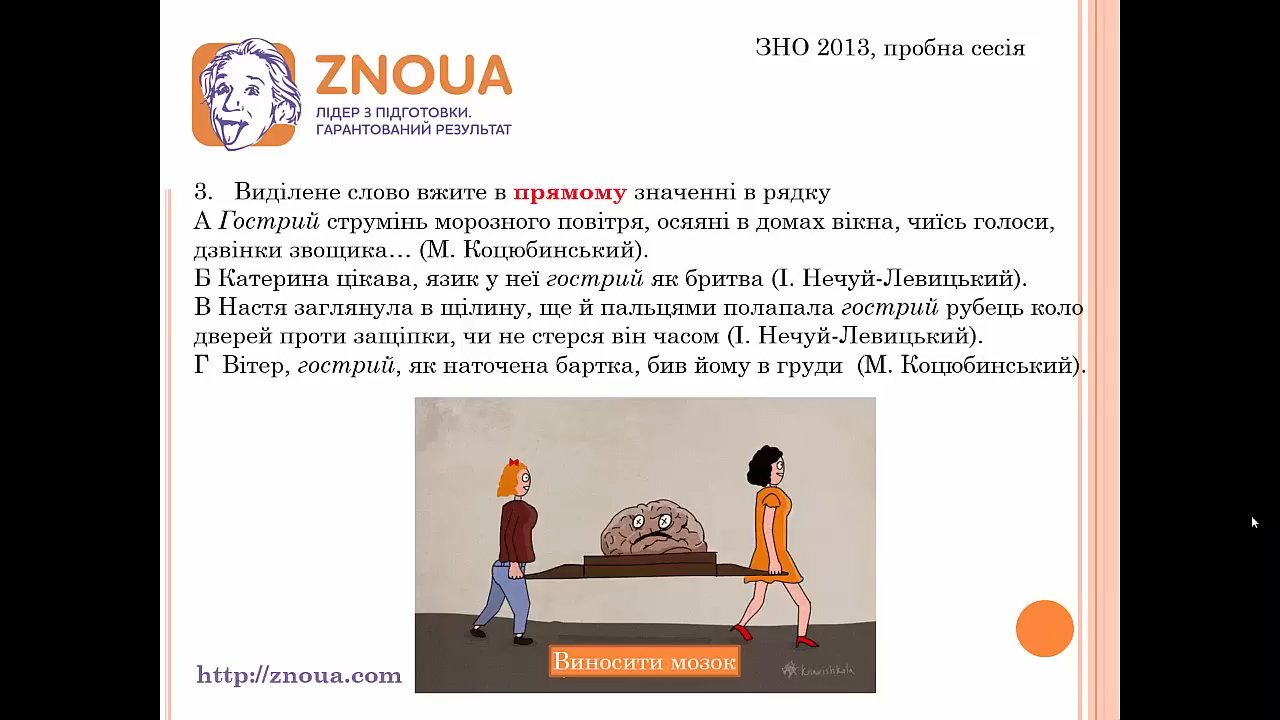 ЗНО 2013, пробна сесія
ZNOUA
ЛІДЕР З ПІДГОТОВКИ.
ГАРАНТОВАНИЙ РЕЗУЛЬТАТ
3. Виділене слово вжите в прямому значенні в рядку
А Гострий струмінь морозного повітря, осяяні в домах вікна, чиїсь голоси,
дзвінки звощика... (М. Коцюбинський).
Б Катерина цікава, язик у неї гострий як бритва (І. Нечуй-Левицький).
В Настя заглянула в щілину, ще й пальцями полапала гострий рубець коло
дверей проти защіпки, чи не стерся він часом (І. Нечуй-Левицький).
Г Вітер, гострий, як наточена бартка, бив йому в груди (М. Коцюбинський).
Виносити мозок
http://znoua.com